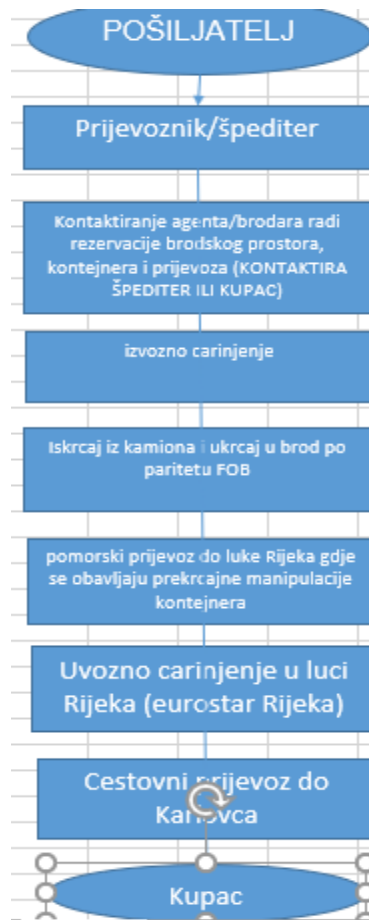 POŠILJATELJ
Prijevoznik/špediter
Kontaktiranje agenta/brodara radi
rezervacije brodskog prostora,
kontejnera i prijevoza (KONTAKTIRA
ŠPEDITER ILI KUPAC)
izvozno carinjenje
Iskrcaj iz kamiona i ukrcaj u brod po
paritetu FOB
pomorski prijevoz do luke Rijeka gdje
se obavljaju prekrcajne manipulacije
kontejnera
Uvozno carinjenje u luci
Rijeka (eurostar Rijeka)
Cestovni prijevoz do
Karlovca
Kupac